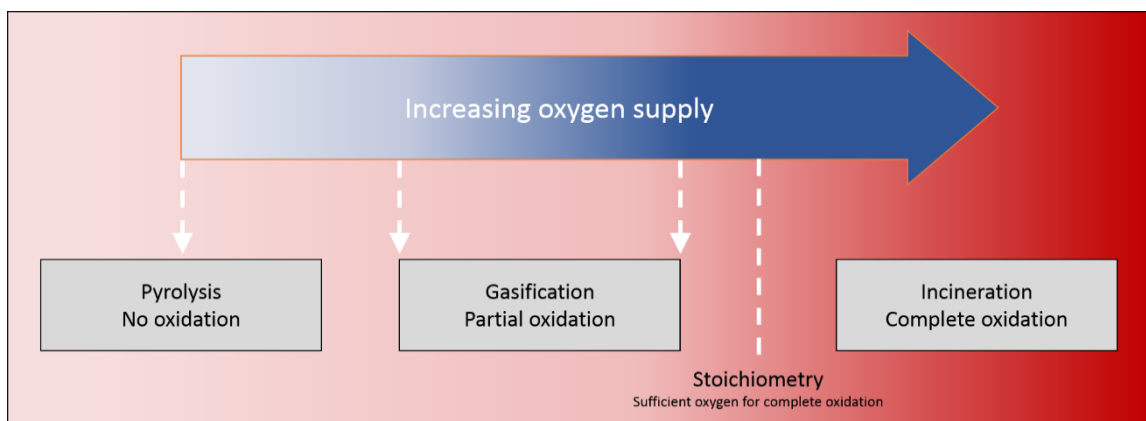 Increasing oxygen supply
Pyrolysis
No oxidation
Gasification
Partial oxidation
Incineration
Complete oxidation
Stoichiometry
Sufficient oxygen for complete oxidation